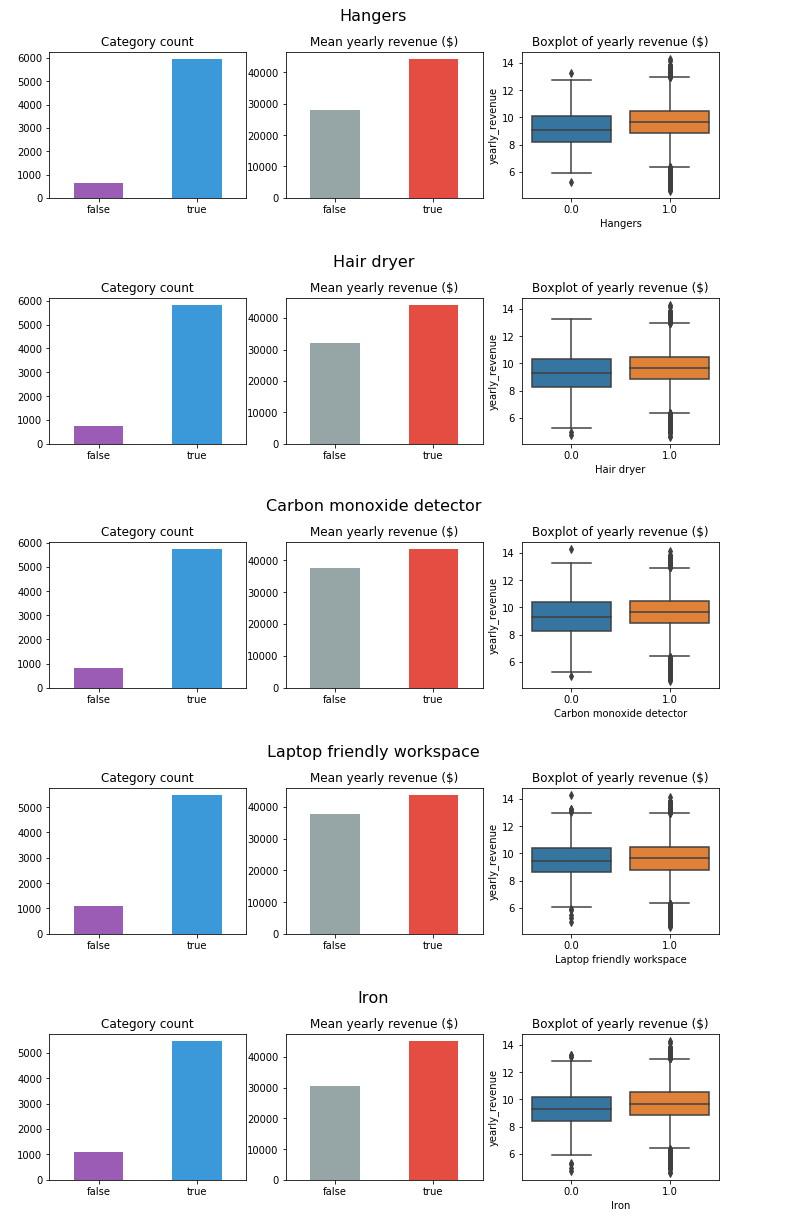 Hangers
Category count
Mean yearly revenue ($)
Boxplot of yearly revenue ($)
6000
5000
4000
3000
2000
1000
0
false
true
40000
30000
20000
10000
0
false
true
yearly_revenue
14
12
10
8
6
0.0
1.0
Hangers
Hair dryer
Category count
Mean yearly revenue ($)
Boxplot of yearly revenue ($)
6000
5000
4000
3000
2000
1000
0
false
true
40000
30000
20000
10000
0
false
true
yearly_revenue
14
12
10
8
6
0.0
1.0
Hair dryer
Carbon monoxide detector
Category count
Mean yearly revenue ($)
Boxplot of yearly revenue ($)
6000
5000
4000
3000
2000
1000
0
false
true
40000
30000
20000
10000
0
false
true
yearly_revenue
14
12
10
8
6
0.0
1.0
Carbon monoxide detector
Laptop friendly workspace
Category count
Mean yearly revenue ($)
Boxplot of yearly revenue ($)
5000
4000
3000
2000
1000
0
false
true
40000
30000
20000
10000
0
false
true
yearly_revenue
14
12
10
8
6
0.0
1.0
Laptop friendly workspace
Iron
Category count
Mean yearly revenue ($)
Boxplot of yearly revenue ($)
5000
4000
3000
2000
1000
0
false
true
40000
30000
20000
10000
0
false
true
yearly_revenue
14
12
10
8
6
0.0
1.0
Iron